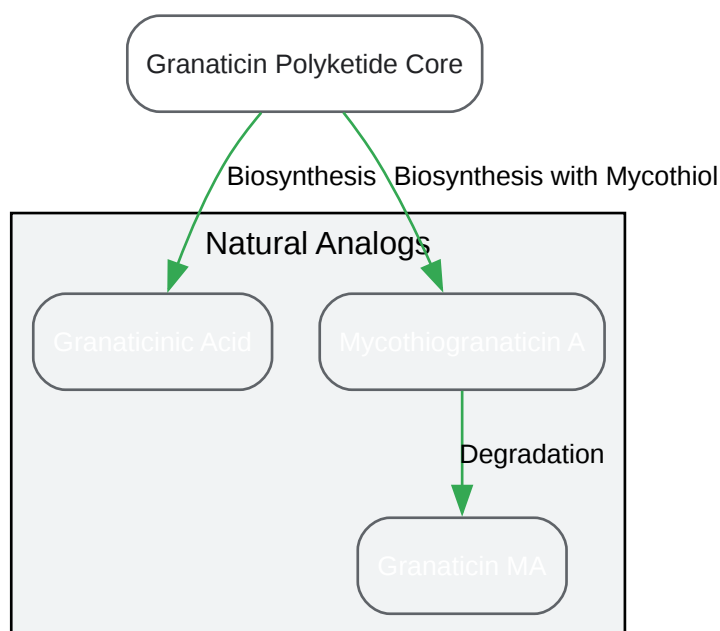 Granaticin Polyketide Core
Biosynthesis
Biosynthesis with Mycothiol
Natural Analogs
Granaticinic Acid
Mycothiogranaticin A
Degradation
Granaticin MA